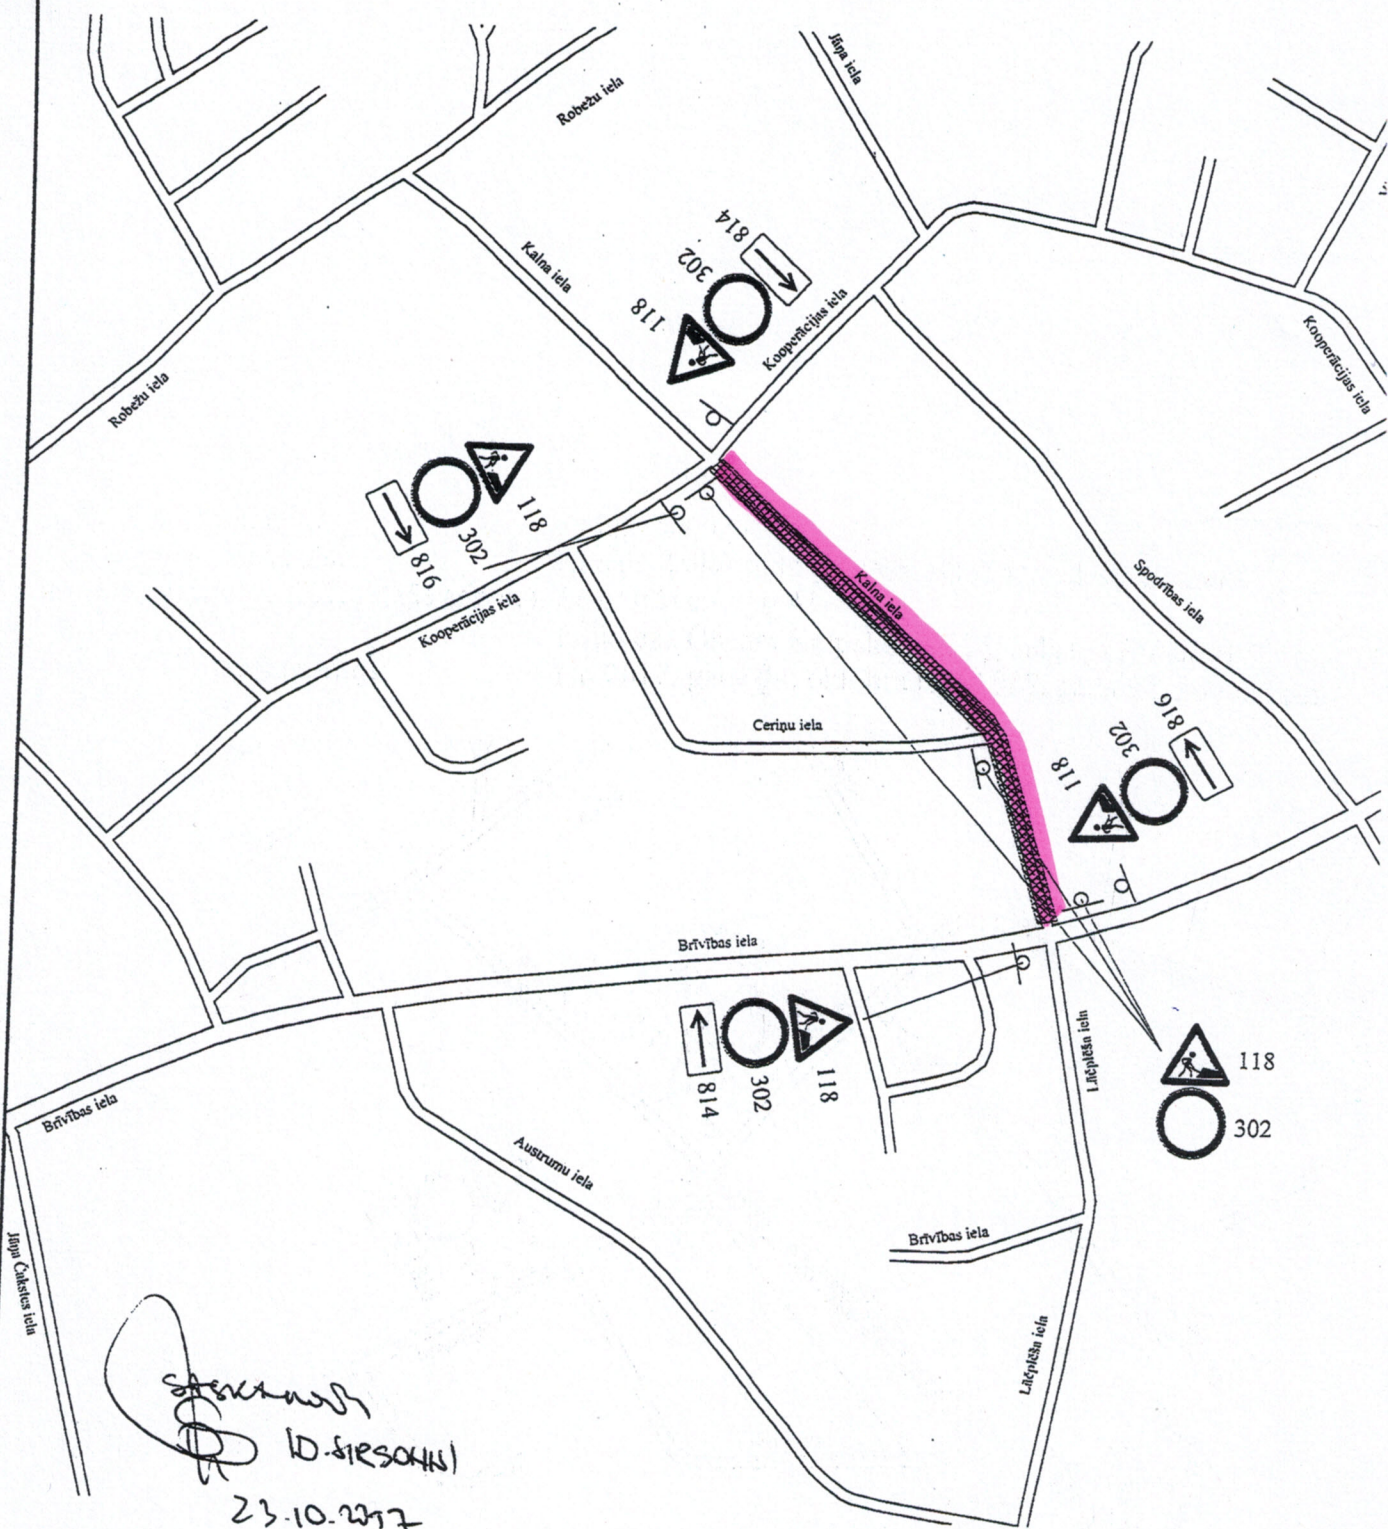 Robežu iela
Jāņa iela
Kalna iela
814
302
118
Kooperācijas iela
Kooperācijas iela
Robežu iela
118
302
816
Kooperācijas iela
Kalna iela
Spodrības iela
Ceriņu iela
816
302
118
Brīvības iela
814
302
118
Lāčplēša iela
118
302
Brīvības iela
Austrumu iela
Brīvības iela
Jāņa Čakstes iela
Lāčplēša iela
23.10.2017